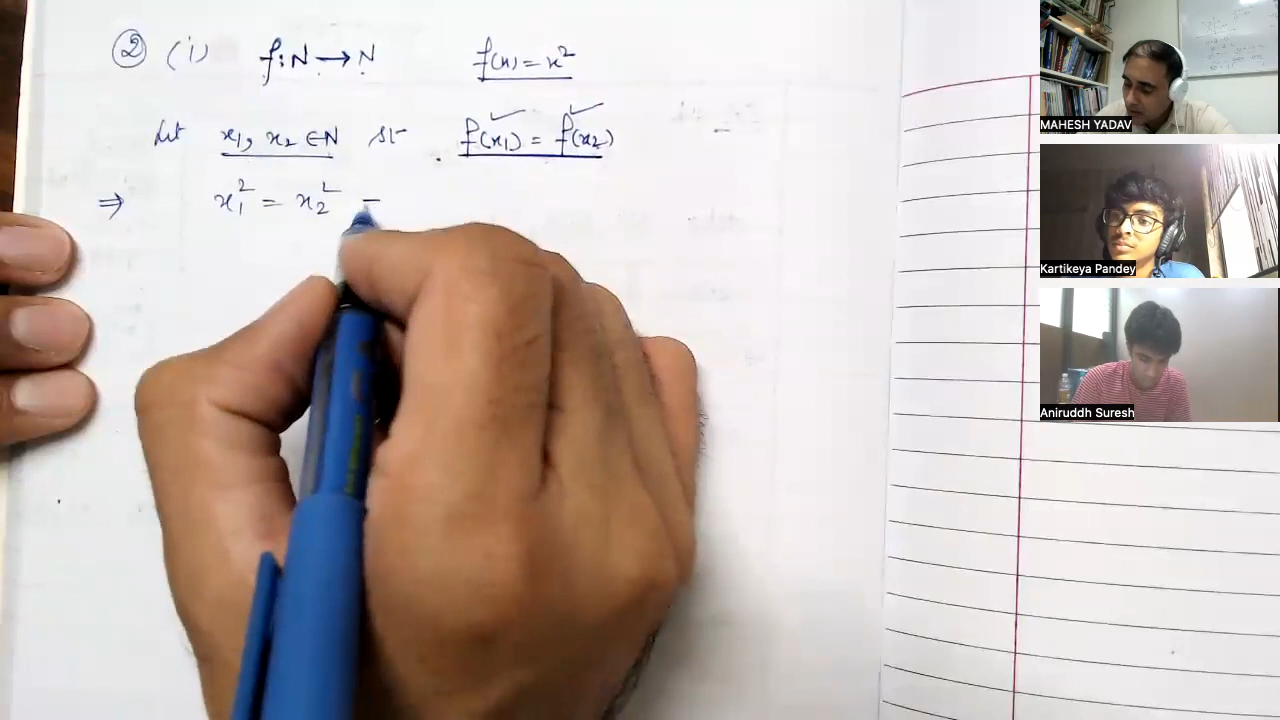 ② (i) f: N → N f(x) = x²
Let x₁, x₂ ∈ N st f(x₁) = f(x₂)
⇒ x₁² = x₂² =
MAHESH YADAV
Kartikeya Pandey
Aniruddh Suresh